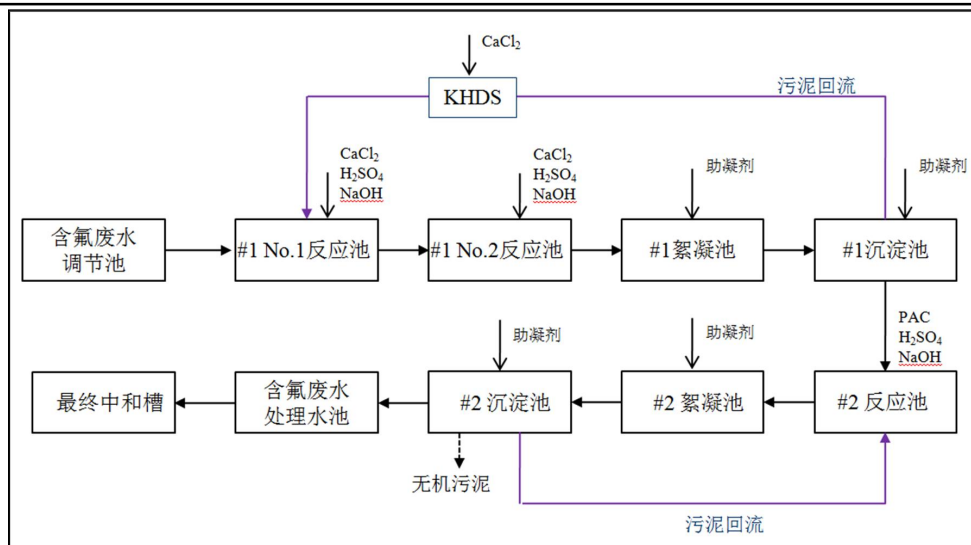 CaCl₂
KHDS
污泥回流
CaCl₂
H₂SO₄
NaOH
CaCl₂
H₂SO₄
NaOH
助凝剂
助凝剂
含氟废水
调节池
#1 No.1反应池
#1 No.2反应池
#1絮凝池
#1沉淀池
PAC
H₂SO₄
NaOH
助凝剂
助凝剂
最终中和槽
含氟废水
处理水池
#2 沉淀池
#2 絮凝池
#2 反应池
无机污泥
污泥回流